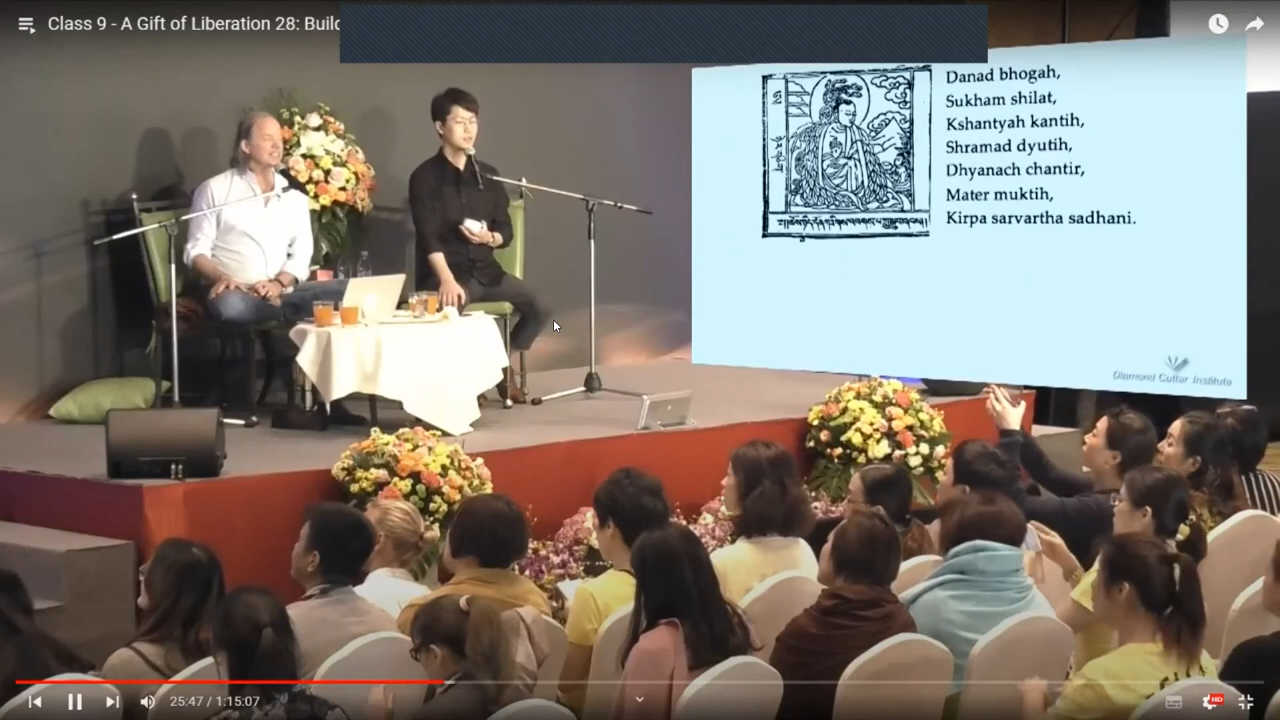 Class 9 - A Gift of Liberation 28: Build
Danad bhogah,
Sukham shilat,
Kshantyah kantih,
Shramad dyutih,
Dhyanach chantir,
Mater muktih,
Kirpa sarvartha sadhani.
Diamond Cutter Institute
25:47 / 1:15:07
HD